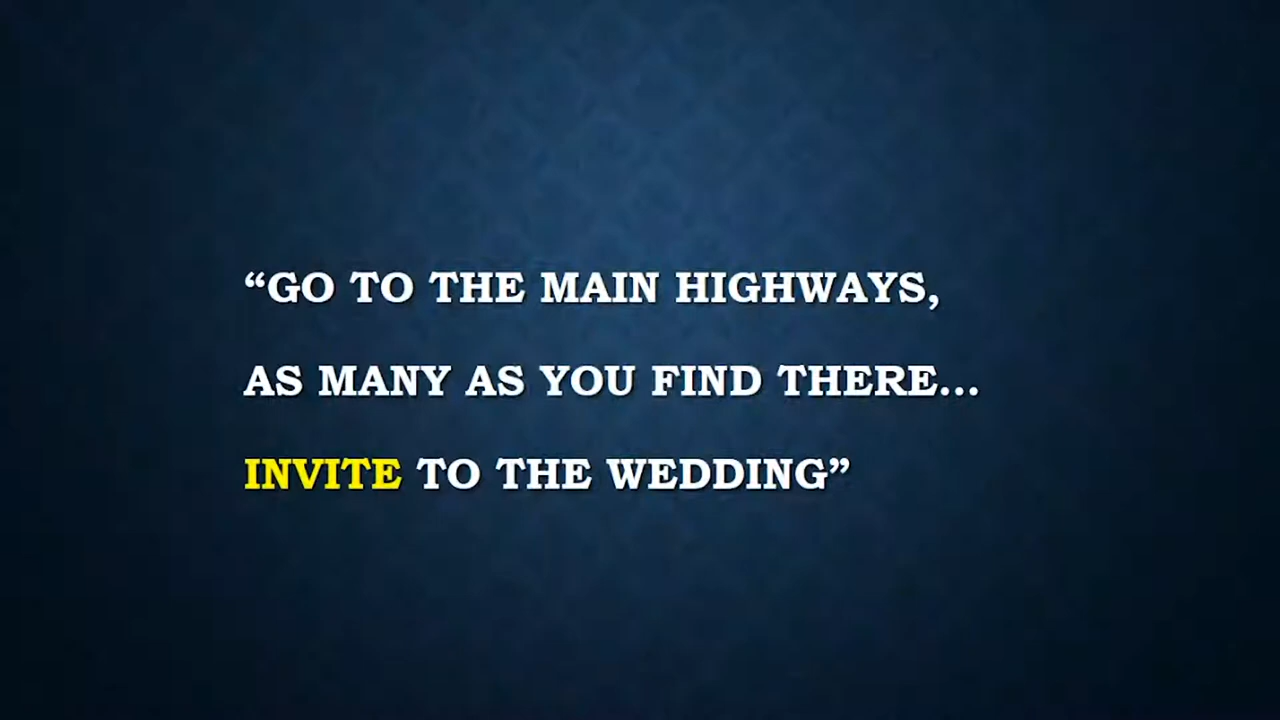 “GO TO THE MAIN HIGHWAYS,
AS MANY AS YOU FIND THERE…
INVITE TO THE WEDDING”